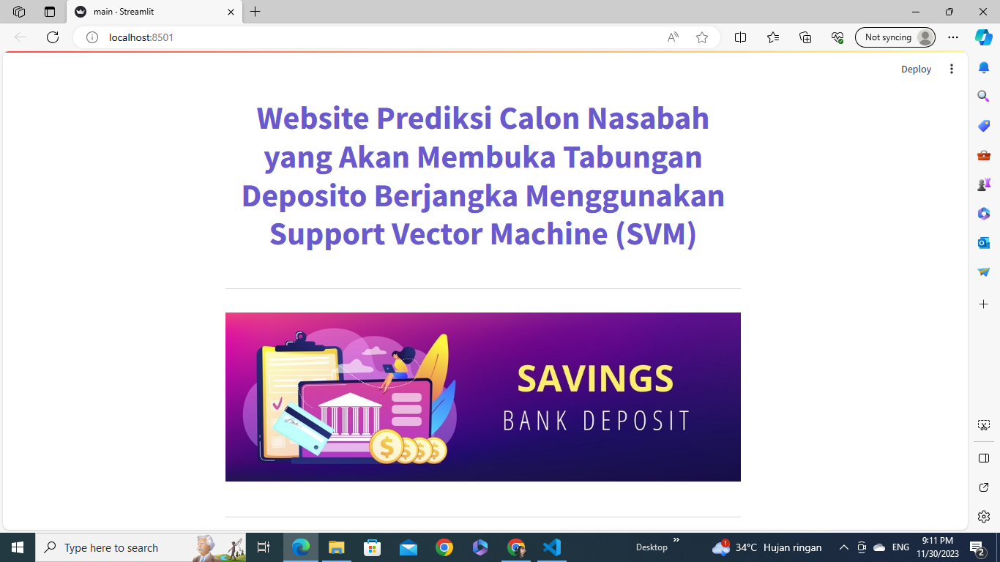 main · Streamlit
localhost:8501
Not syncing
Deploy
Website Prediksi Calon Nasabah
yang Akan Membuka Tabungan
Deposito Berjangka Menggunakan
Support Vector Machine (SVM)
SAVINGS
BANK DEPOSIT
Type here to search
Desktop
1
34°C Hujan ringan
ENG
9:11 PM
11/30/2023
2